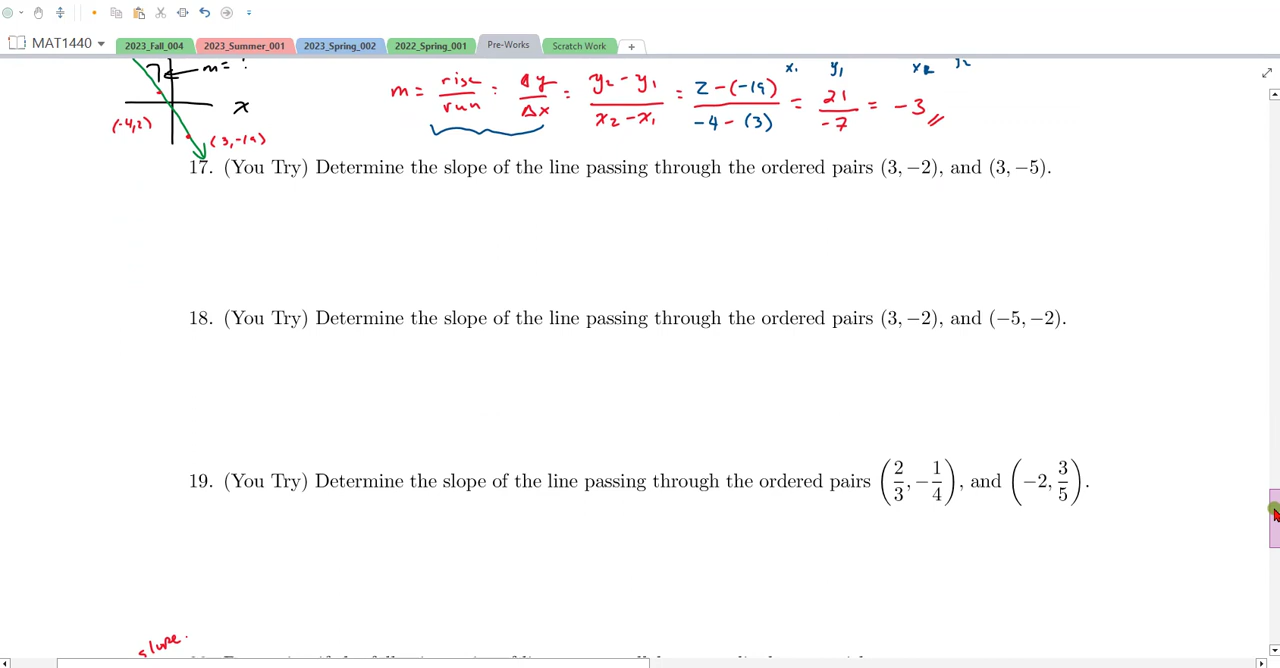 MAT1440 2023_Fall_004 2023_Summer_001 2023_Spring_002 2022_Spring_001 Pre-Works Scratch Work +
x₁ y₁ x₂ y₂
m = ?
m = rise/run = Δy/Δx = (y₂ - y₁)/(x₂ - x₁) = (2 - (-19))/(-4 - (3)) = 21/-7 = -3
x
(-4,2)
(3,-19)
17. (You Try) Determine the slope of the line passing through the ordered pairs (3, −2), and (3, −5).
18. (You Try) Determine the slope of the line passing through the ordered pairs (3, −2), and (−5, −2).
19. (You Try) Determine the slope of the line passing through the ordered pairs (2/3, −1/4), and (−2, 3/5).
slope.